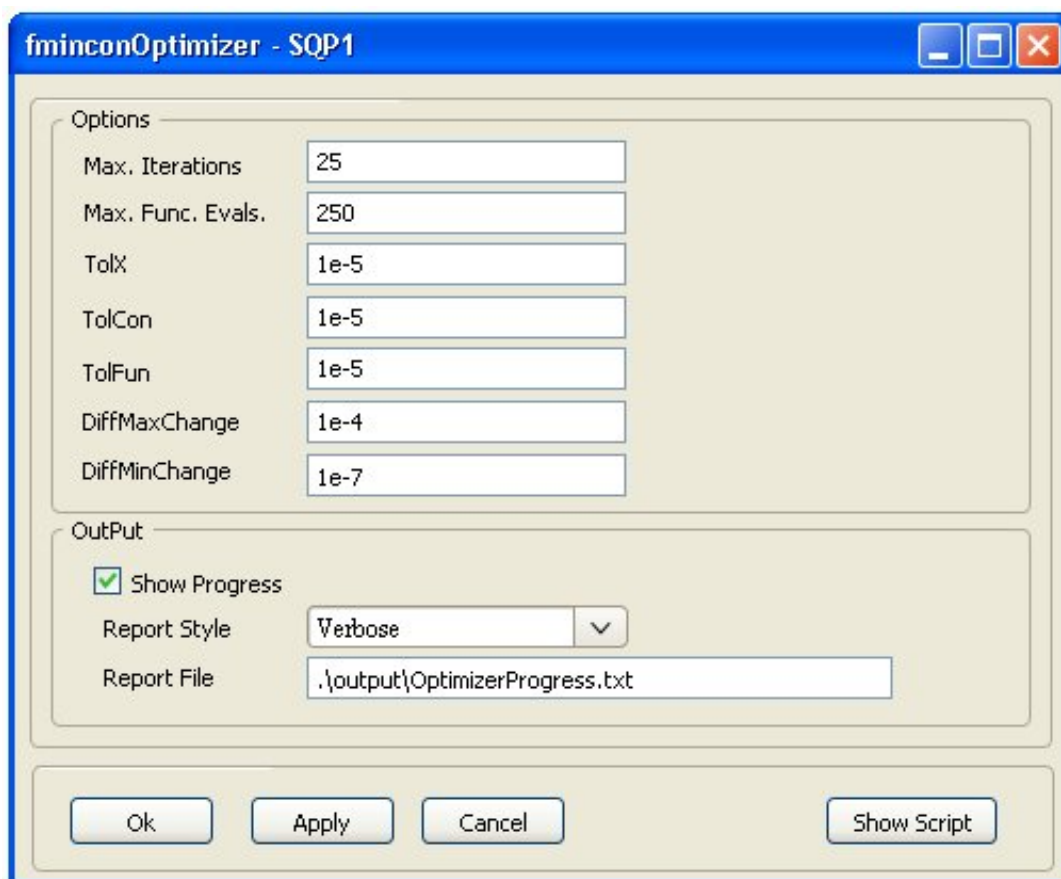 fminconOptimizer - SQP1
Options
Max. Iterations 25
Max. Func. Evals. 250
TolX 1e-5
TolCon 1e-5
TolFun 1e-5
DiffMaxChange 1e-4
DiffMinChange 1e-7
OutPut
Show Progress
Report Style Verbose
Report File .\output\OptimizerProgress.txt
Ok Apply Cancel Show Script